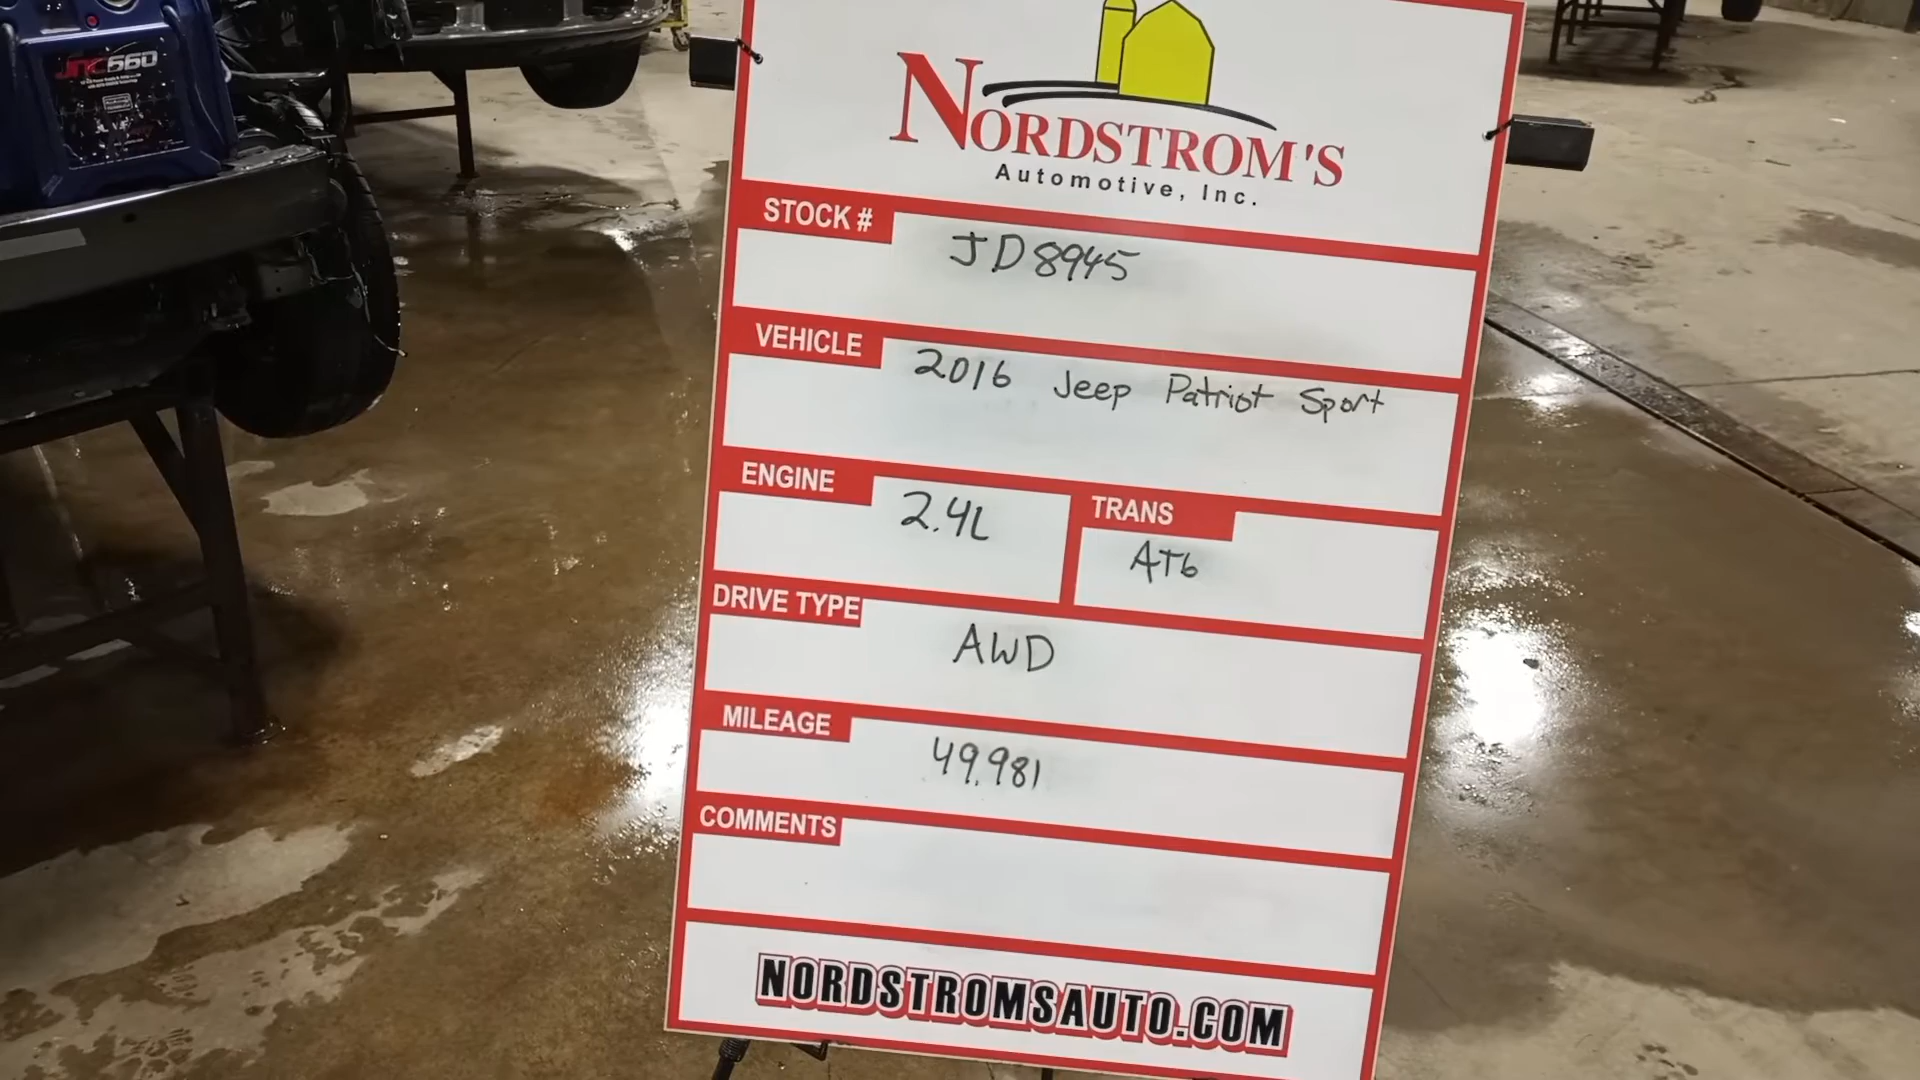 JNC660
NORDSTROM'S
Automotive, Inc.
STOCK #
JD8945
VEHICLE
2016 Jeep Patriot Sport
ENGINE
2.4L
TRANS
AT6
DRIVE TYPE
AWD
MILEAGE
49,981
COMMENTS
NORDSTROMSAUTO.COM